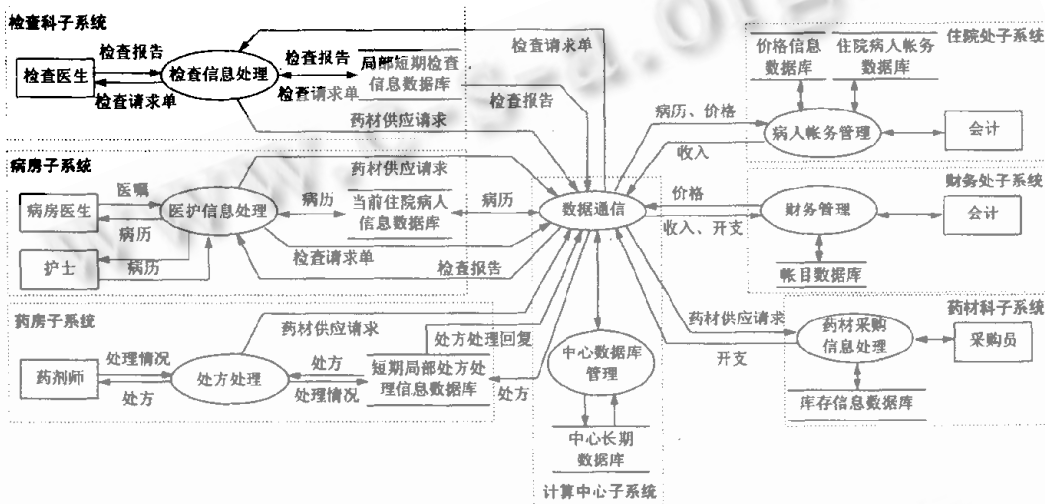 检查科子系统
检查医生
检查报告
检查请求单
检查信息处理
检查报告
检查请求单
局部短期检查
信息数据库
检查请求单
检查报告
药材供应请求
病房子系统
病房医生
医嘱
病历
护士
病历
医护信息处理
药材供应请求
病历
当前住院病人
信息数据库
病历
检查请求单
检查报告
药房子系统
药剂师
处理情况
处方
处方处理
药材供应请求
处方
处理情况
处方处理回复
短期局部处方处
理信息数据库
处方
数据通信
中心数据库
管理
中心长期
数据库
计算中心子系统
住院处子系统
价格信息
数据库
住院病人帐务
数据库
病历、价格
收入
病人帐务管理
会计
财务处子系统
价格
收入、开支
财务管理
会计
帐目数据库
药材科子系统
药材供应请求
开支
药材采购
信息处理
采购员
库存信息数据库